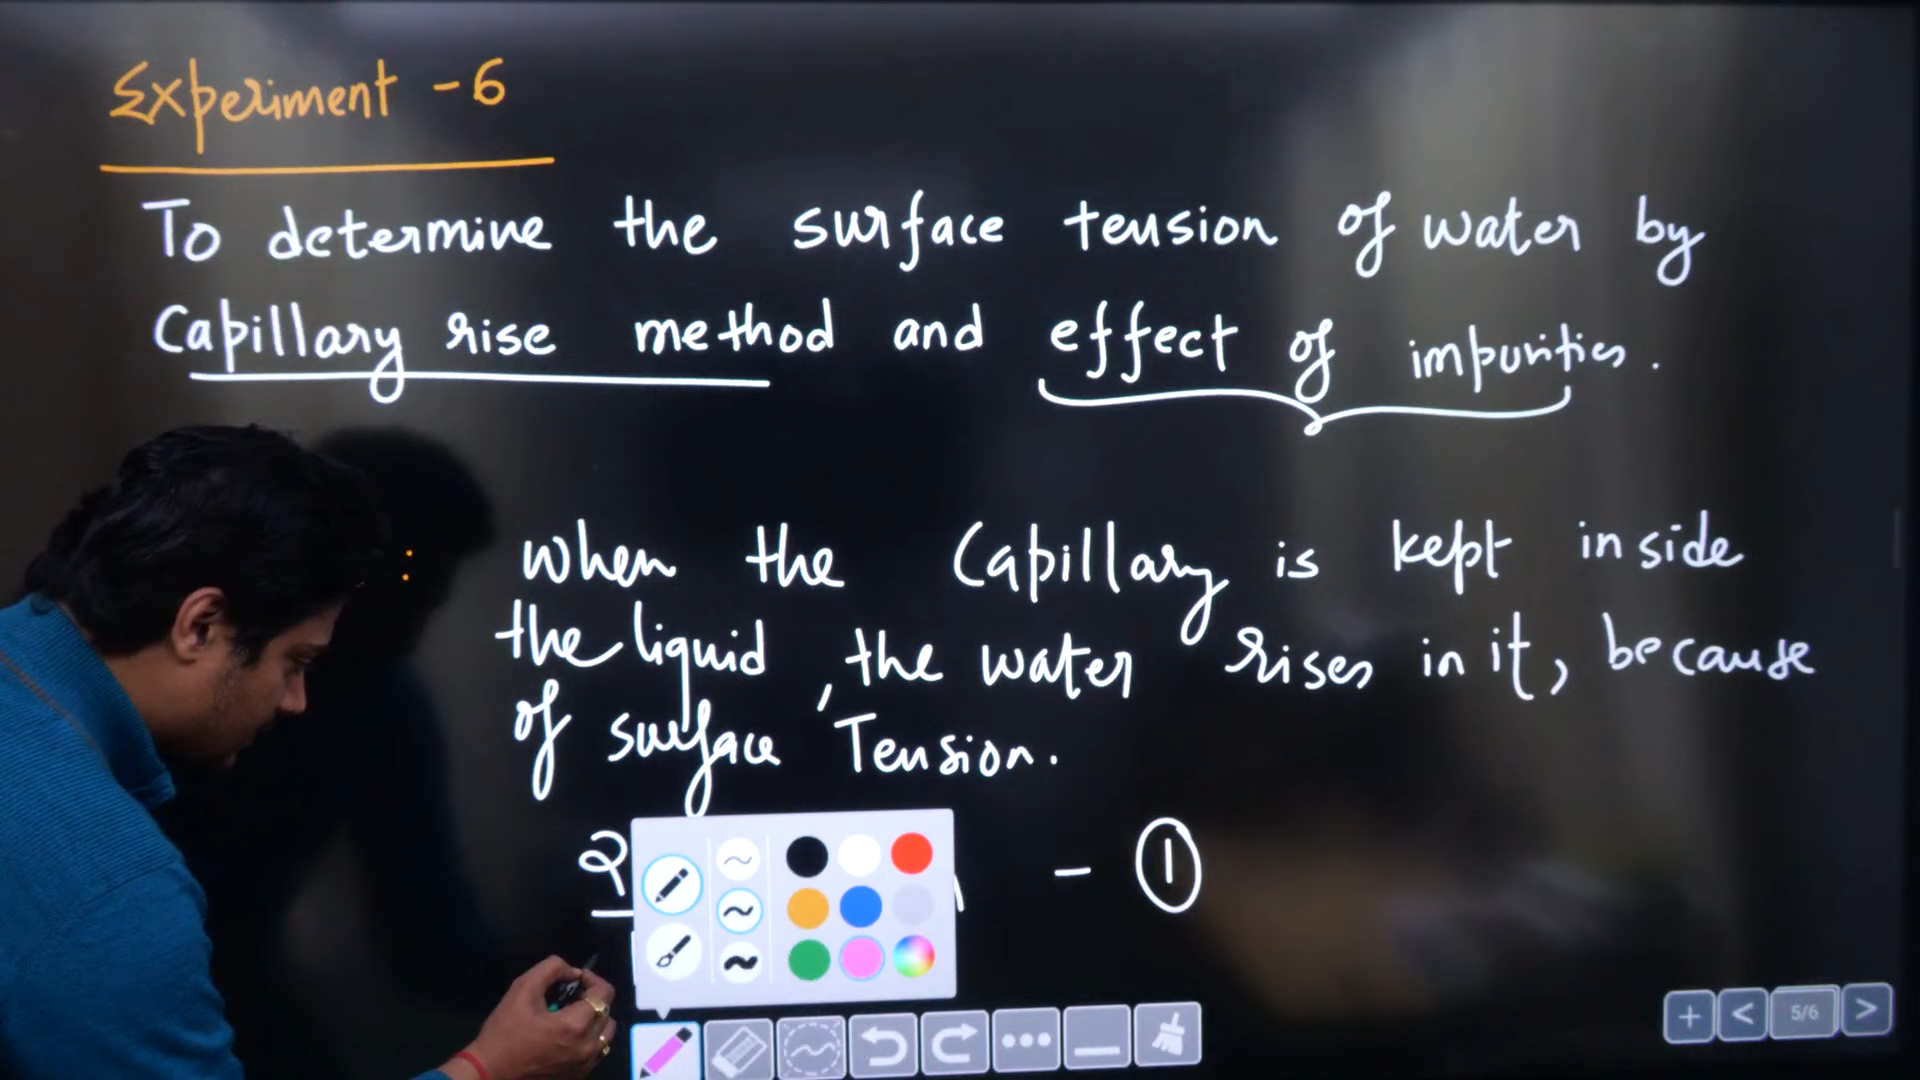 Experiment - 6
To determine the surface tension of water by
Capillary rise method and effect of impurities.
When the Capillary is kept inside
the liquid, the water rises in it, because
of surface Tension.
2 - ①
5/6